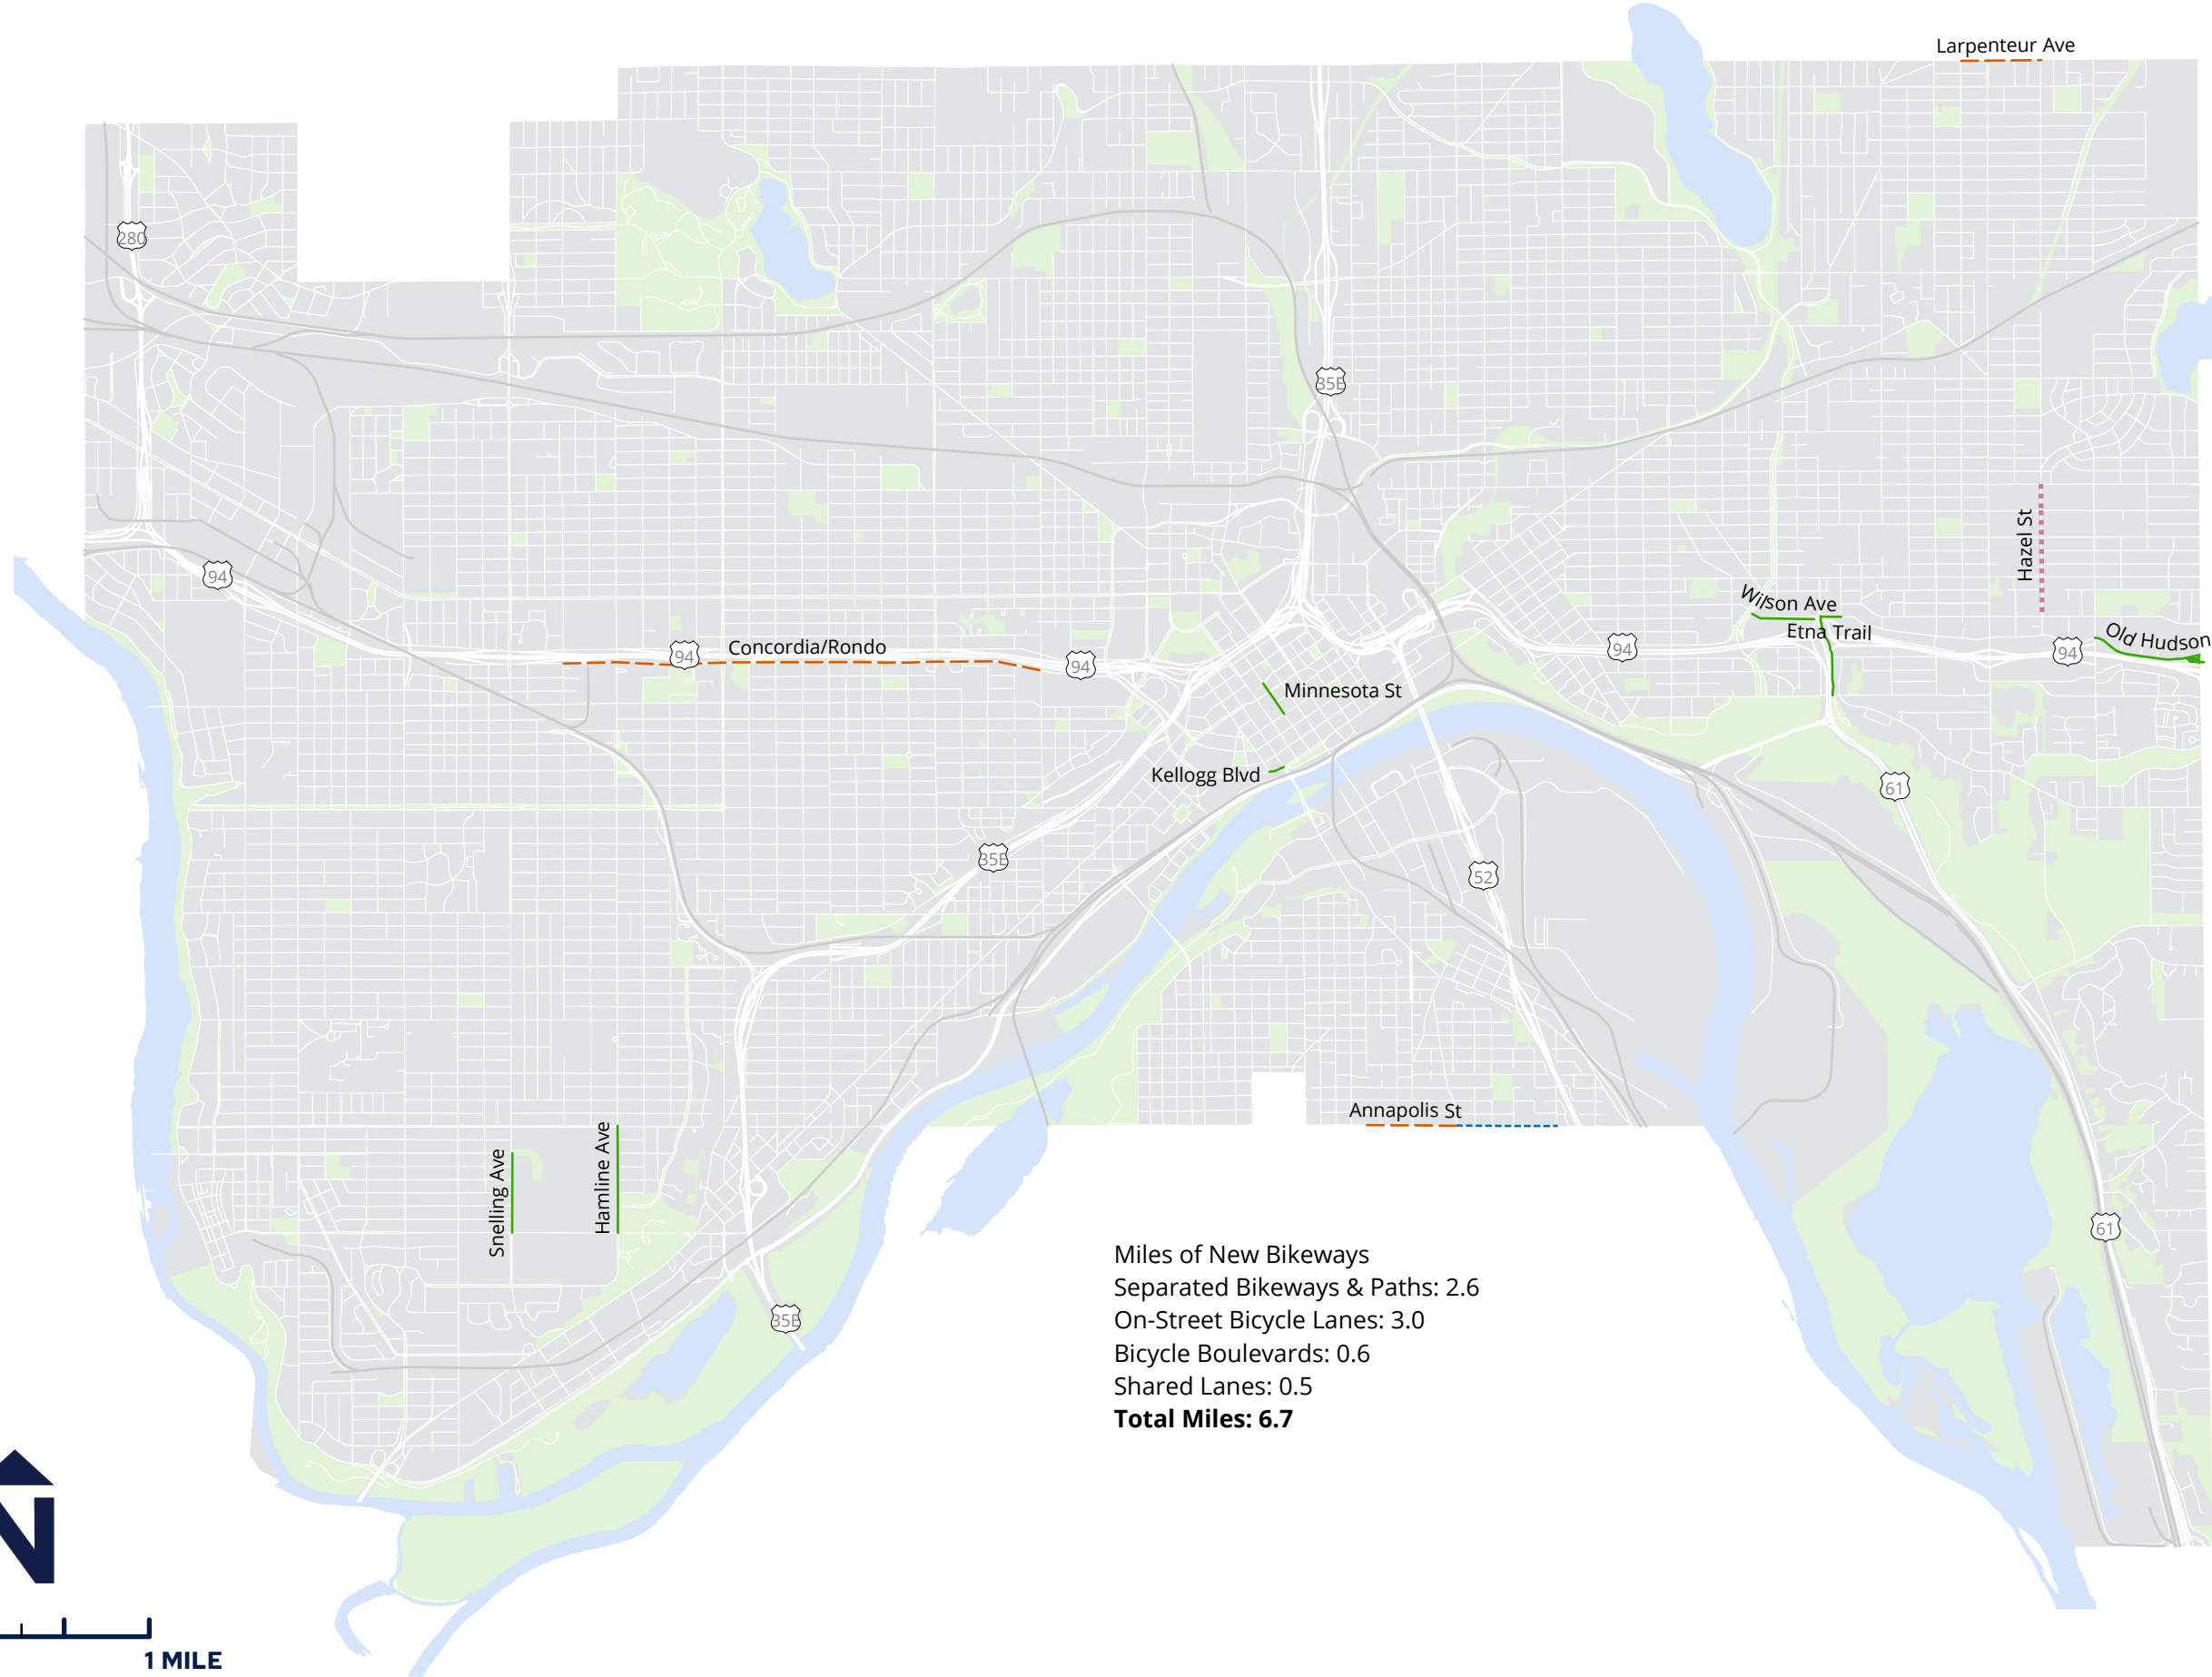 Larpenteur Ave
280
35E
94
Hazel St
Wilson Ave
Etna Trail
Old Hudson
94
94
Concordia/Rondo
94
94
Minnesota St
Kellogg Blvd
61
35E
52
Annapolis St
Snelling Ave
Hamline Ave
61
Miles of New Bikeways
Separated Bikeways & Paths: 2.6
On-Street Bicycle Lanes: 3.0
Bicycle Boulevards: 0.6
Shared Lanes: 0.5
Total Miles: 6.7
35E
N
1 MILE